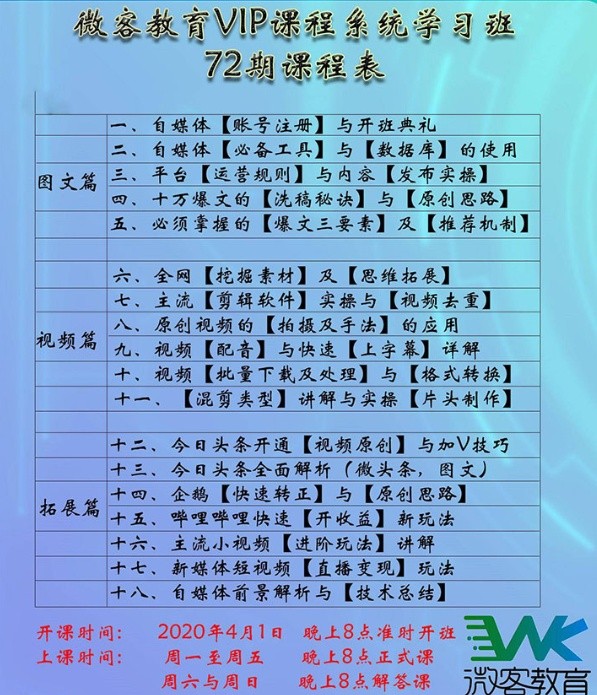 微客教育VIP课程系统学习班
72期课程表
图文篇
一、自媒体【账号注册】与开班典礼
二、自媒体【必备工具】与【数据库】的使用
三、平台【运营规则】与内容【发布实操】
四、十万爆文的【洗稿秘诀】与【原创思路】
五、必须掌握的【爆文三要素】及【推荐机制】
视频篇
六、全网【挖掘素材】及【思维拓展】
七、主流【剪辑软件】实操与【视频去重】
八、原创视频的【拍摄及手法】的应用
九、视频【配音】与快速【上字幕】详解
十、视频【批量下载及处理】与【格式转换】
十一、【混剪类型】讲解与实操【片头制作】
拓展篇
十二、今日头条开通【视频原创】与加V技巧
十三、今日头条全面解析（微头条，图文）
十四、企鹅【快速转正】与【原创思路】
十五、哔哩哔哩快速【开收益】新玩法
十六、主流小视频【进阶玩法】讲解
十七、新媒体短视频【直播变现】玩法
十八、自媒体前景解析与【技术总结】
开课时间： 2020年4月1日 晚上8点准时开班
上课时间： 周一至周五 晚上8点正式课
周六与周日 晚上8点解答课
微客教育